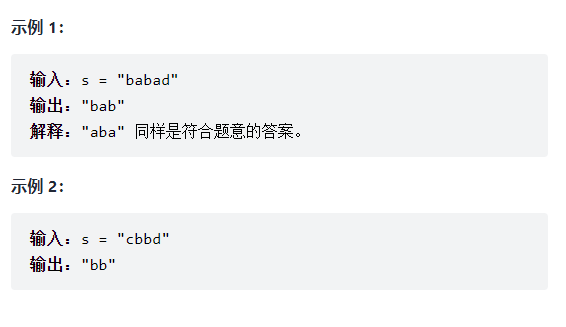 示例 1：
输入：s = "babad"
输出："bab"
解释："aba" 同样是符合题意的答案。
示例 2：
输入：s = "cbbd"
输出："bb"